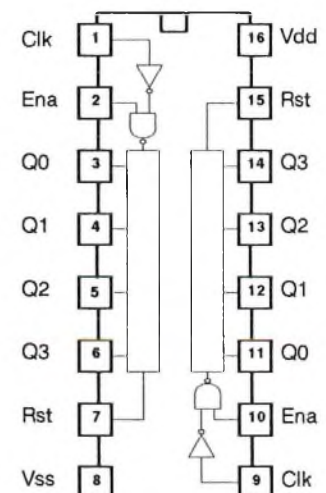 Clk 1 16 Vdd
Ena 2 15 Rst
Q0 3 14 Q3
Q1 4 13 Q2
Q2 5 12 Q1
Q3 6 11 Q0
Rst 7 10 Ena
Vss 8 9 Clk